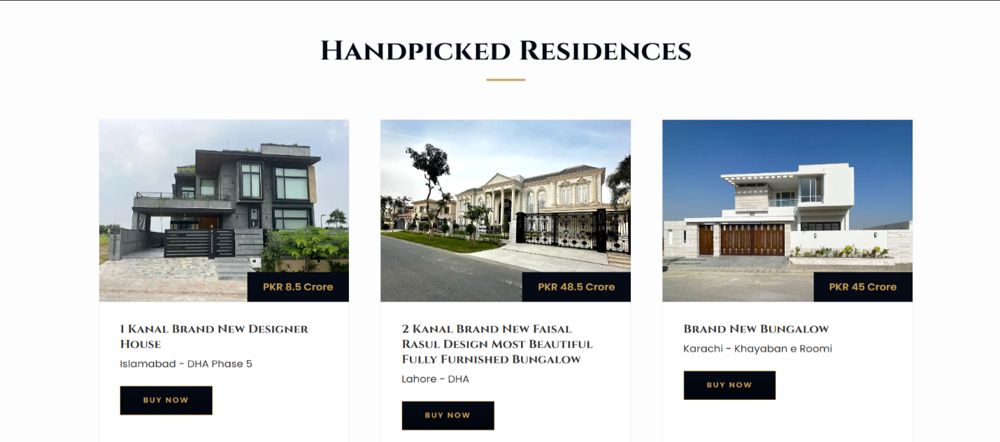 Handpicked Residences
PKR 8.5 Crore
1 Kanal Brand New Designer
House
Islamabad - DHA Phase 5
BUY NOW
PKR 48.5 Crore
2 Kanal Brand New Faisal
Rasul Design Most Beautiful
Fully Furnished Bungalow
Lahore - DHA
BUY NOW
PKR 45 Crore
Brand New Bungalow
Karachi - Khayaban e Roomi
BUY NOW